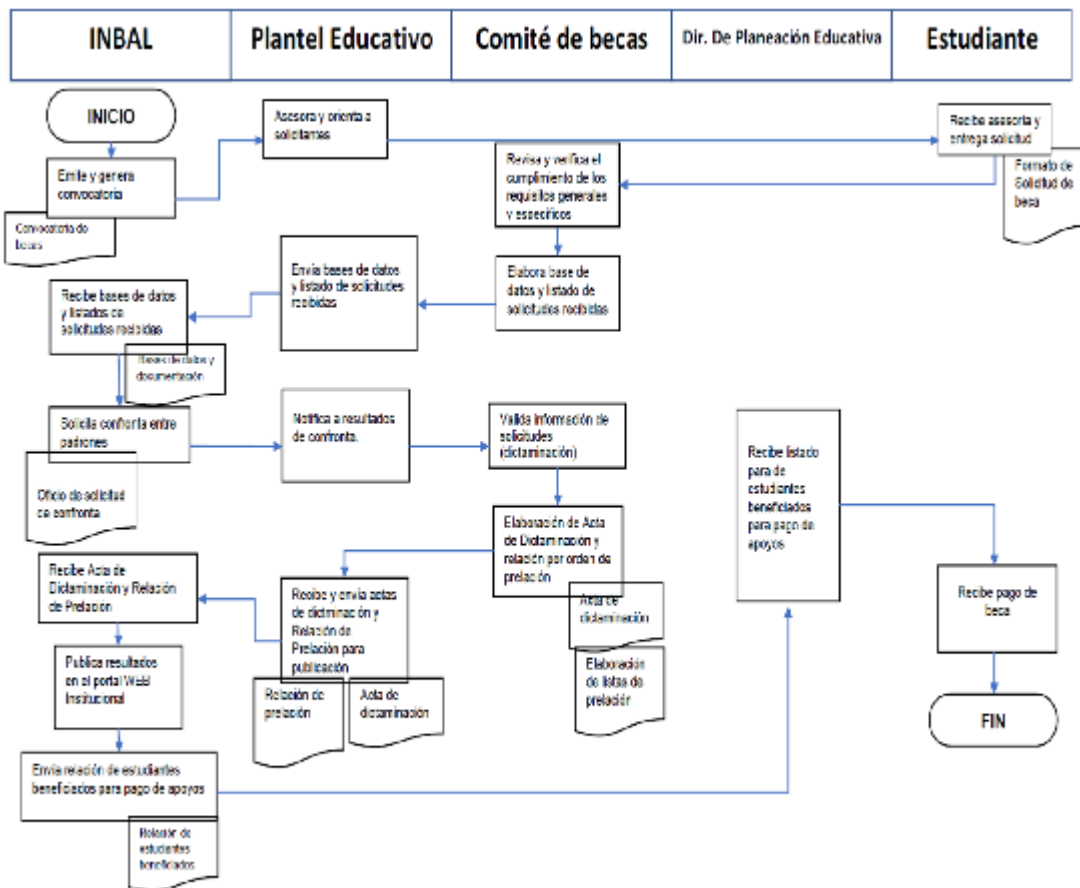 INBAL
Plantel Educativo
Comité de becas
Dir. De Planeación Educativa
Estudiante
INICIO
Emite y genera
convocatoria
Convocatoria de
becas
Asesora y orienta a
solicitantes
Recibe asesoría y
entrega solicitud
Formato de
Solicitud de
beca
Revisa y verifica el
cumplimiento de los
requisitos generales
y específicos
Elabora base de
datos y listado de
solicitudes recibidas
Envía bases de datos
y listado de solicitudes
recibidas
Recibe bases de datos
y listados de
solicitudes recibidas
Bases de datos y
documentación
Solicita confronta entre
padrones
Oficio de solicitud
de confronta
Notifica a resultados
de confronta.
Valida información de
solicitudes
(dictaminación)
Elaboración de Acta
de Dictaminación y
relación por orden de
prelación
Acta de
dictaminación
Elaboración
de listas de
prelación
Recibe y envía actas
de dictminación y
Relación de
Prelación para
publicación
Relación de
prelación
Acta de
dictaminación
Recibe Acta de
Dictaminación y Relación
de Prelación
Publica resultados
en el portal WEB
Institucional
Envía relación de estudiantes
beneficiados para pago de apoyos
Relación de
estudiantes
beneficiados
Recibe listado
para de
estudiantes
beneficiados
para pago de
apoyos
Recibe pago de
beca
FIN